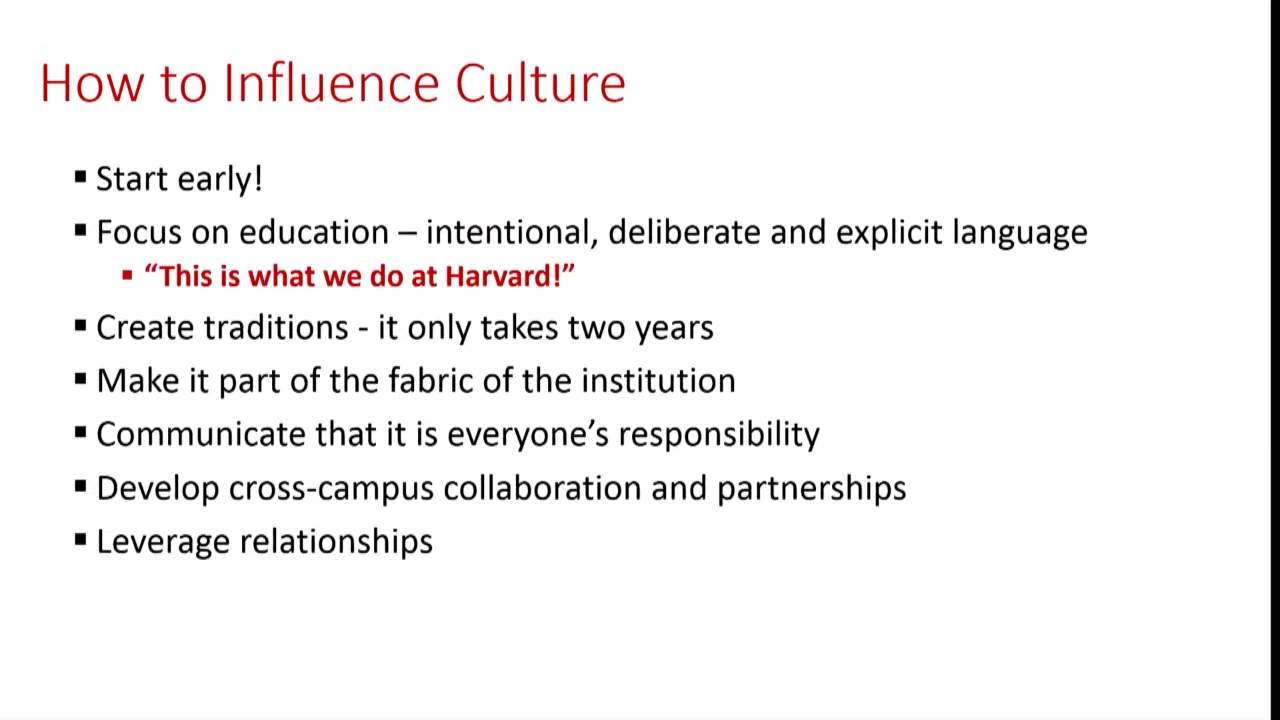 How to Influence Culture
▪ Start early!
▪ Focus on education – intentional, deliberate and explicit language
▪ “This is what we do at Harvard!”
▪ Create traditions - it only takes two years
▪ Make it part of the fabric of the institution
▪ Communicate that it is everyone’s responsibility
▪ Develop cross-campus collaboration and partnerships
▪ Leverage relationships